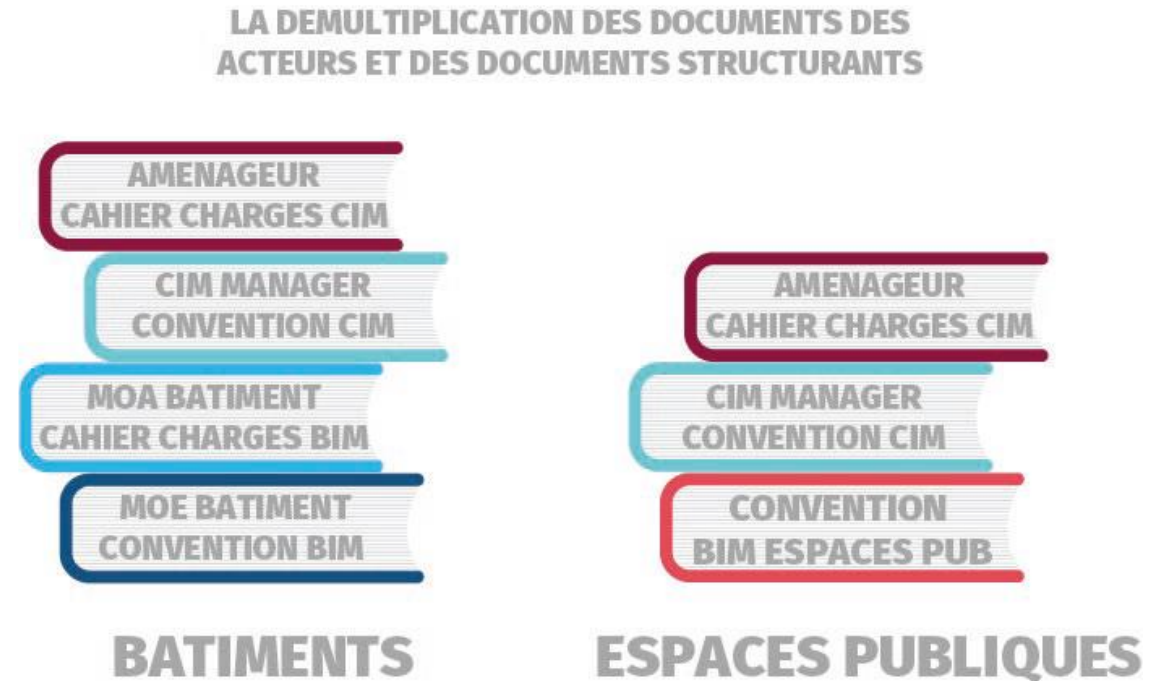 LA DEMULTIPLICATION DES DOCUMENTS DES
ACTEURS ET DES DOCUMENTS STRUCTURANTS
AMENAGEUR
CAHIER CHARGES CIM
CIM MANAGER
CONVENTION CIM
MOA BATIMENT
CAHIER CHARGES BIM
MOE BATIMENT
CONVENTION BIM
BATIMENTS
AMENAGEUR
CAHIER CHARGES CIM
CIM MANAGER
CONVENTION CIM
CONVENTION
BIM ESPACES PUB
ESPACES PUBLIQUES